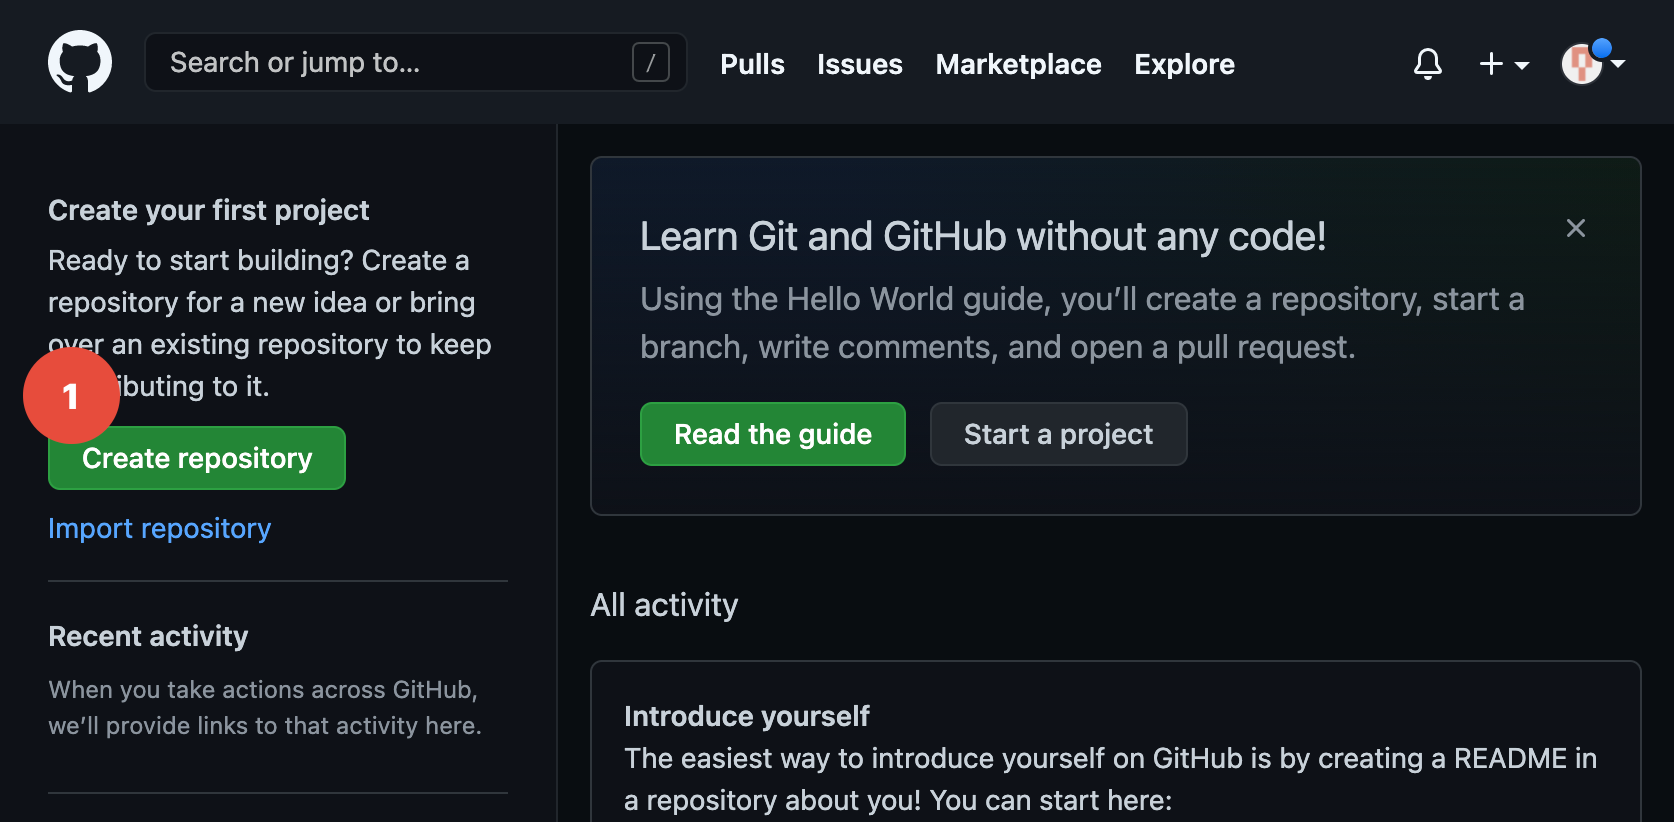 Search or jump to...
/
Pulls
Issues
Marketplace
Explore
Create your first project
Ready to start building? Create a
repository for a new idea or bring
over an existing repository to keep
ibuting to it.
1
Create repository
Import repository
Recent activity
When you take actions across GitHub,
we’ll provide links to that activity here.
Learn Git and GitHub without any code!
Using the Hello World guide, you’ll create a repository, start a
branch, write comments, and open a pull request.
Read the guide
Start a project
All activity
Introduce yourself
The easiest way to introduce yourself on GitHub is by creating a README in
a repository about you! You can start here: